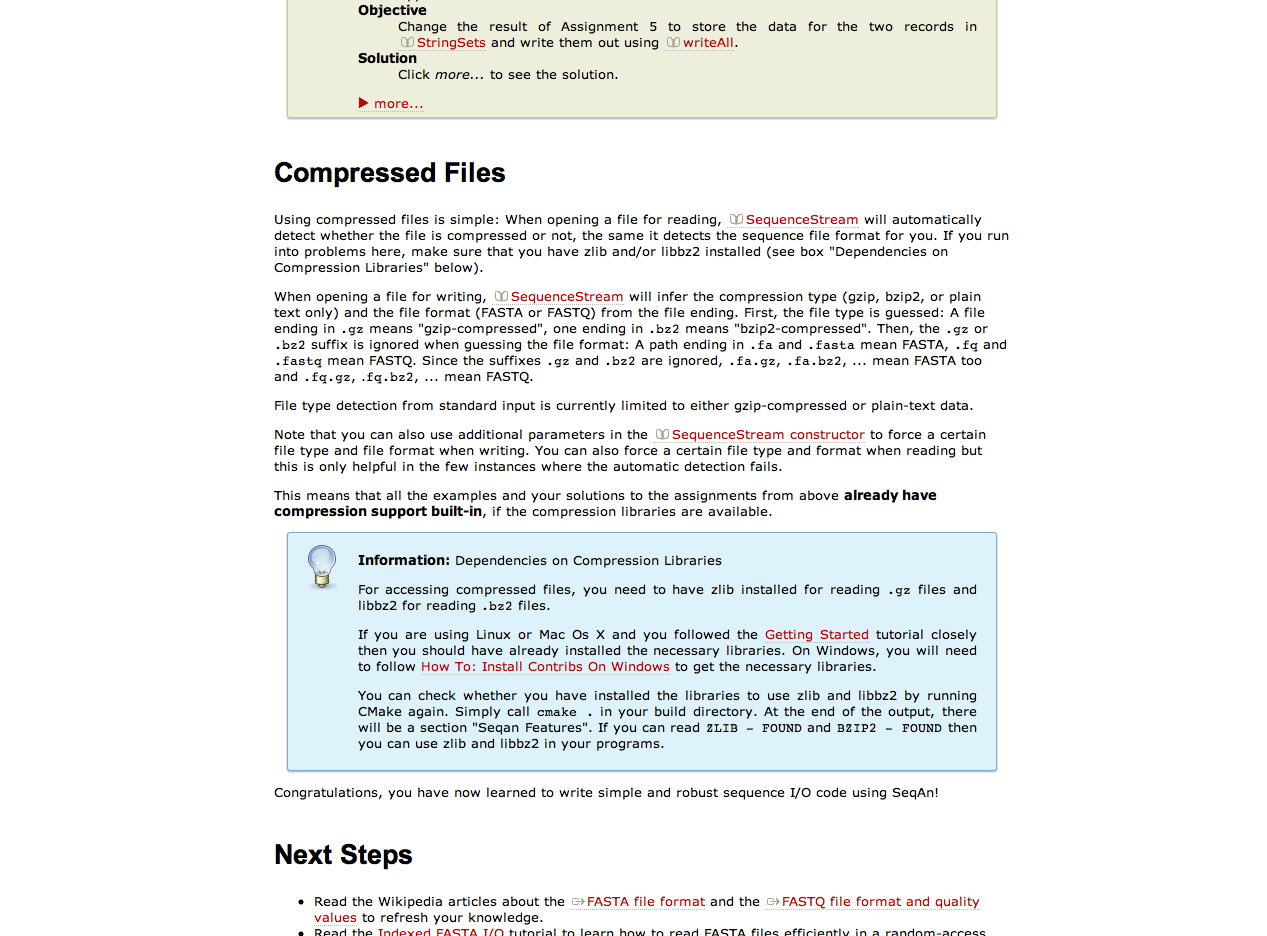 Objective
Change the result of Assignment 5 to store the data for the two records in
StringSets and write them out using writeAll.
Solution
Click more... to see the solution.
more...
Compressed Files
Using compressed files is simple: When opening a file for reading, SequenceStream will automatically
detect whether the file is compressed or not, the same it detects the sequence file format for you. If you run
into problems here, make sure that you have zlib and/or libbz2 installed (see box "Dependencies on
Compression Libraries" below).
When opening a file for writing, SequenceStream will infer the compression type (gzip, bzip2, or plain
text only) and the file format (FASTA or FASTQ) from the file ending. First, the file type is guessed: A file
ending in .gz means "gzip-compressed", one ending in .bz2 means "bzip2-compressed". Then, the .gz or
.bz2 suffix is ignored when guessing the file format: A path ending in .fa and .fasta mean FASTA, .fq and
.fastq mean FASTQ. Since the suffixes .gz and .bz2 are ignored, .fa.gz, .fa.bz2, ... mean FASTA too
and .fq.gz, .fq.bz2, ... mean FASTQ.
File type detection from standard input is currently limited to either gzip-compressed or plain-text data.
Note that you can also use additional parameters in the SequenceStream constructor to force a certain
file type and file format when writing. You can also force a certain file type and format when reading but
this is only helpful in the few instances where the automatic detection fails.
This means that all the examples and your solutions to the assignments from above already have
compression support built-in, if the compression libraries are available.
Information: Dependencies on Compression Libraries
For accessing compressed files, you need to have zlib installed for reading .gz files and
libbz2 for reading .bz2 files.
If you are using Linux or Mac Os X and you followed the Getting Started tutorial closely
then you should have already installed the necessary libraries. On Windows, you will need
to follow How To: Install Contribs On Windows to get the necessary libraries.
You can check whether you have installed the libraries to use zlib and libbz2 by running
CMake again. Simply call cmake . in your build directory. At the end of the output, there
will be a section "Seqan Features". If you can read ZLIB - FOUND and BZIP2 - FOUND then
you can use zlib and libbz2 in your programs.
Congratulations, you have now learned to write simple and robust sequence I/O code using SeqAn!
Next Steps
• Read the Wikipedia articles about the FASTA file format and the FASTQ file format and quality
values to refresh your knowledge.
• Read the Indexed FASTA I/O tutorial to learn how to read FASTA files efficiently in a random-access